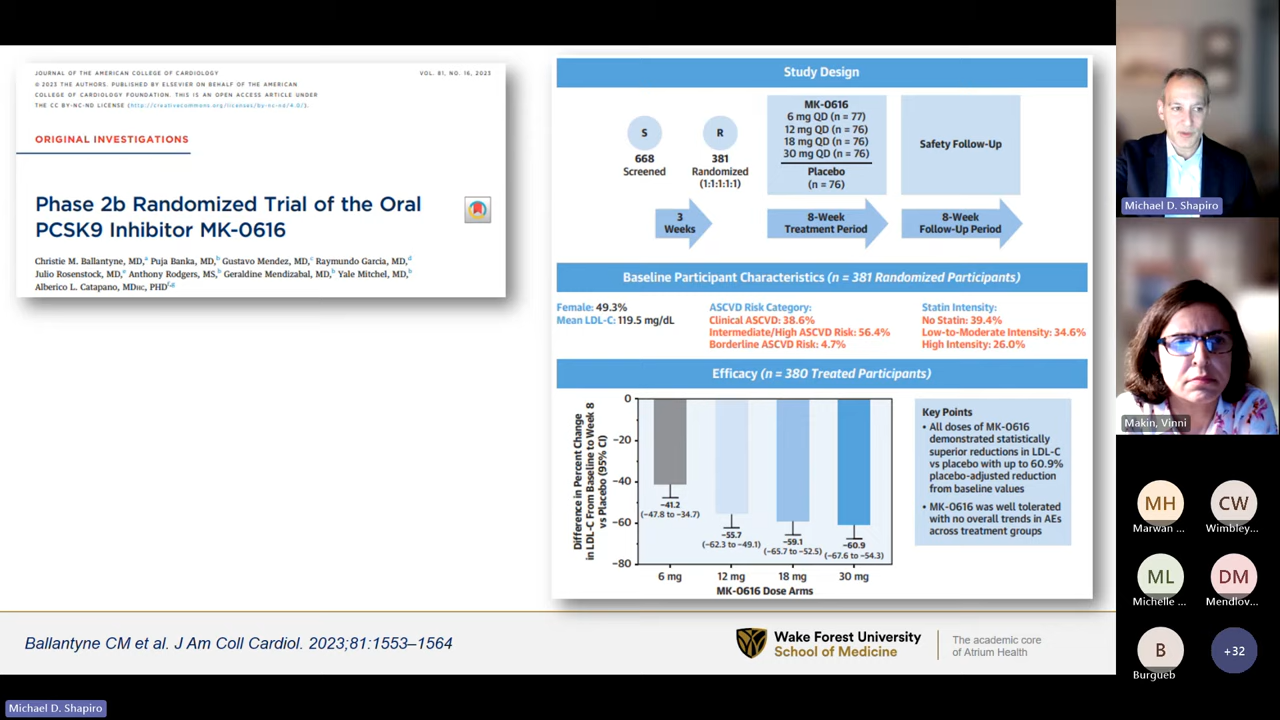 JOURNAL OF THE AMERICAN COLLEGE OF CARDIOLOGY VOL. 81, NO. 16, 2023
© 2023 THE AUTHORS. PUBLISHED BY ELSEVIER ON BEHALF OF THE AMERICAN
COLLEGE OF CARDIOLOGY FOUNDATION. THIS IS AN OPEN ACCESS ARTICLE UNDER
THE CC BY-NC-ND LICENSE (http://creativecommons.org/licenses/by-nc-nd/4.0/).
ORIGINAL INVESTIGATIONS
Phase 2b Randomized Trial of the Oral
PCSK9 Inhibitor MK-0616
Christie M. Ballantyne, MD,a Puja Banka, MD,b Gustavo Mendez, MD,c Raymundo Garcia, MD,d
Julio Rosenstock, MD,e Anthony Rodgers, MS,b Geraldine Mendizabal, MD,b Yale Mitchel, MD,b
Alberico L. Catapano, MDHC, PHDf,g
Study Design
S
668
Screened
R
381
Randomized
(1:1:1:1:1)
MK-0616
6 mg QD (n = 77)
12 mg QD (n = 76)
18 mg QD (n = 76)
30 mg QD (n = 76)
Placebo
(n = 76)
Safety Follow-Up
3
Weeks
8-Week
Treatment Period
8-Week
Follow-Up Period
Baseline Participant Characteristics (n = 381 Randomized Participants)
Female: 49.3%
Mean LDL-C: 119.5 mg/dL
ASCVD Risk Category:
Clinical ASCVD: 38.6%
Intermediate/High ASCVD Risk: 56.4%
Borderline ASCVD Risk: 4.7%
Statin Intensity:
No Statin: 39.4%
Low-to-Moderate Intensity: 34.6%
High Intensity: 26.0%
Efficacy (n = 380 Treated Participants)
Difference in Percent Change
in LDL-C From Baseline to Week 8
vs Placebo (95% CI)
0
−20
−40
−60
−80
−41.2
(−47.8 to −34.7)
−55.7
(−62.3 to −49.1)
−59.1
(−65.7 to −52.5)
−60.9
(−67.6 to −54.3)
6 mg 12 mg 18 mg 30 mg
MK-0616 Dose Arms
Key Points
• All doses of MK-0616
demonstrated statistically
superior reductions in LDL-C
vs placebo with up to 60.9%
placebo-adjusted reduction
from baseline values
• MK-0616 was well tolerated
with no overall trends in AEs
across treatment groups
Ballantyne CM et al. J Am Coll Cardiol. 2023;81:1553–1564
Wake Forest University
School of Medicine
The academic core
of Atrium Health
Michael D. Shapiro
Michael D. Shapiro
Makin, Vinni
MH
Marwan ...
CW
Wimbley...
ML
Michelle ...
DM
Mendlov...
B
Burgueb
+32